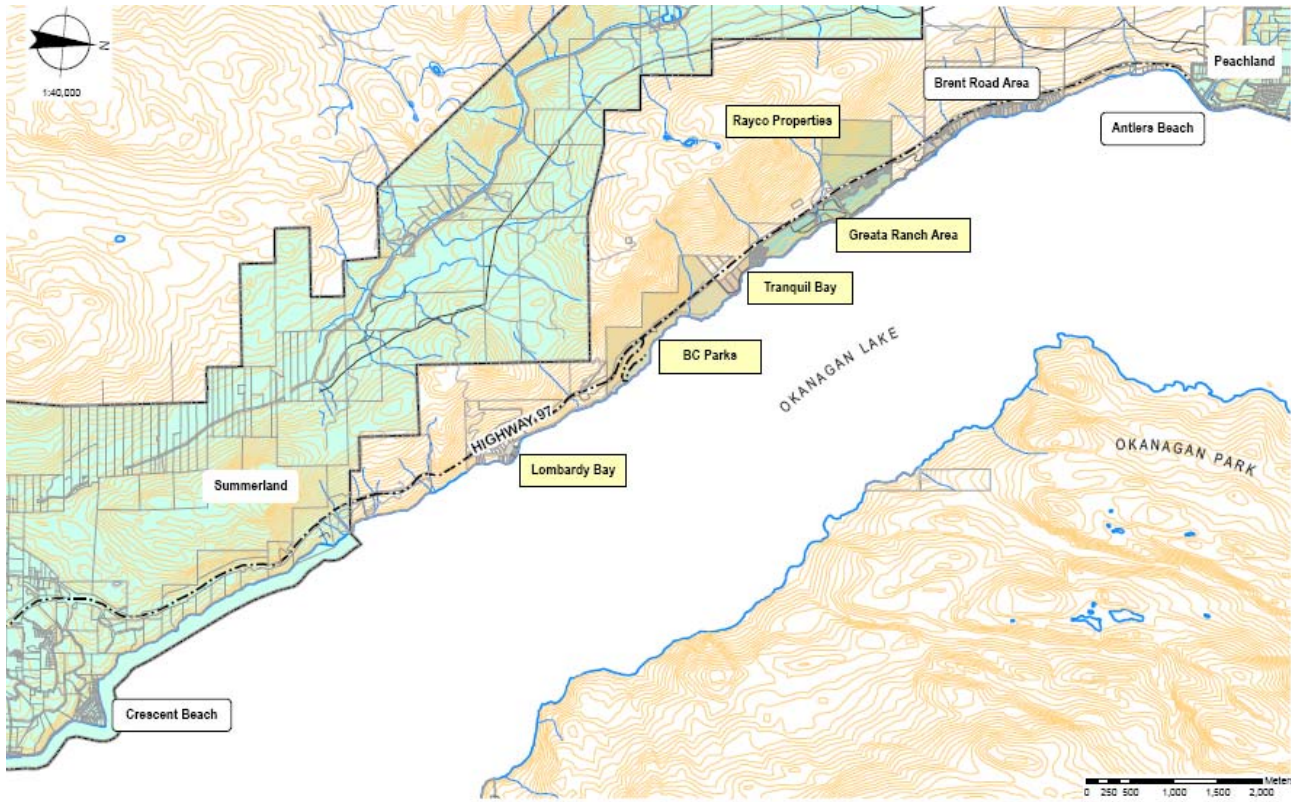 N
1:40,000
Peachland
Brent Road Area
Rayco Properties
Antlers Beach
Greata Ranch Area
Tranquil Bay
BC Parks
OKANAGAN LAKE
HIGHWAY 97
OKANAGAN PARK
Lombardy Bay
Summerland
Crescent Beach
Meters
0 250 500 1,000 1,500 2,000